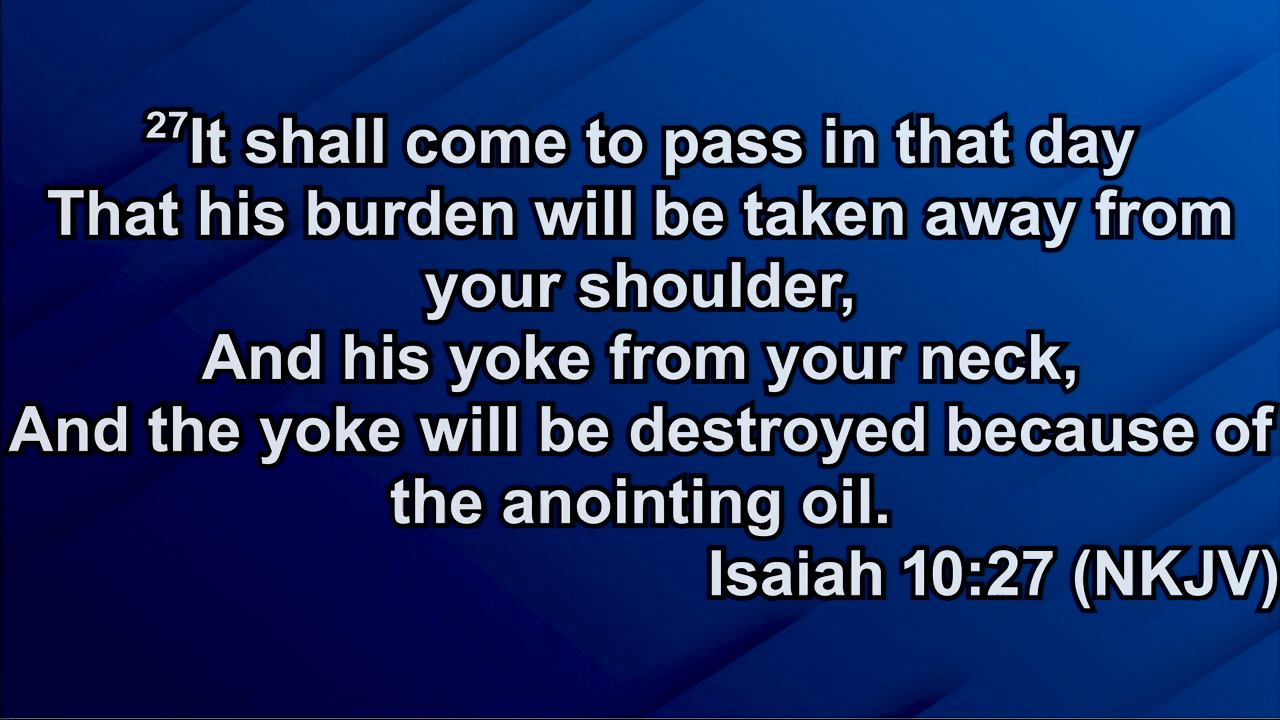 27It shall come to pass in that day
That his burden will be taken away from
your shoulder,
And his yoke from your neck,
And the yoke will be destroyed because of
the anointing oil.
Isaiah 10:27 (NKJV)